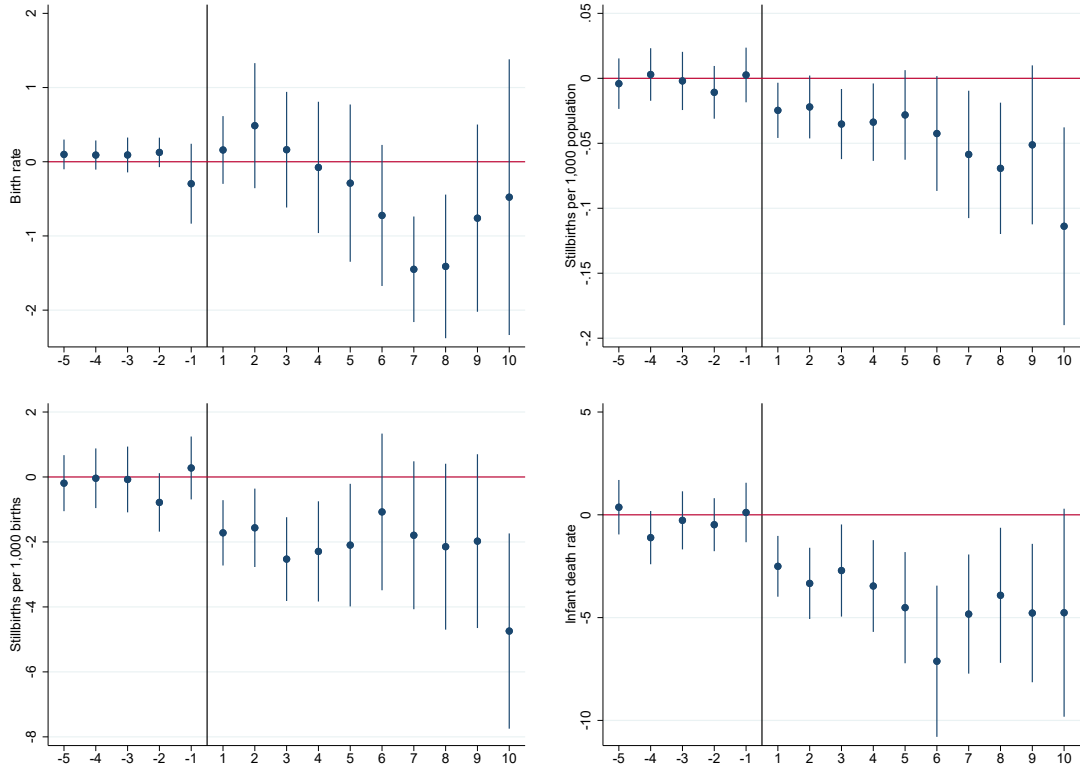 Birth rate
2
1
0
-1
-2
-5 -4 -3 -2 -1 1 2 3 4 5 6 7 8 9 10
Stillbirths per 1,000 population
.05
0
-.05
-.1
-.15
-.2
-5 -4 -3 -2 -1 1 2 3 4 5 6 7 8 9 10
Stillbirths per 1,000 births
2
0
-2
-4
-6
-8
-5 -4 -3 -2 -1 1 2 3 4 5 6 7 8 9 10
Infant death rate
5
0
-5
-10
-5 -4 -3 -2 -1 1 2 3 4 5 6 7 8 9 10